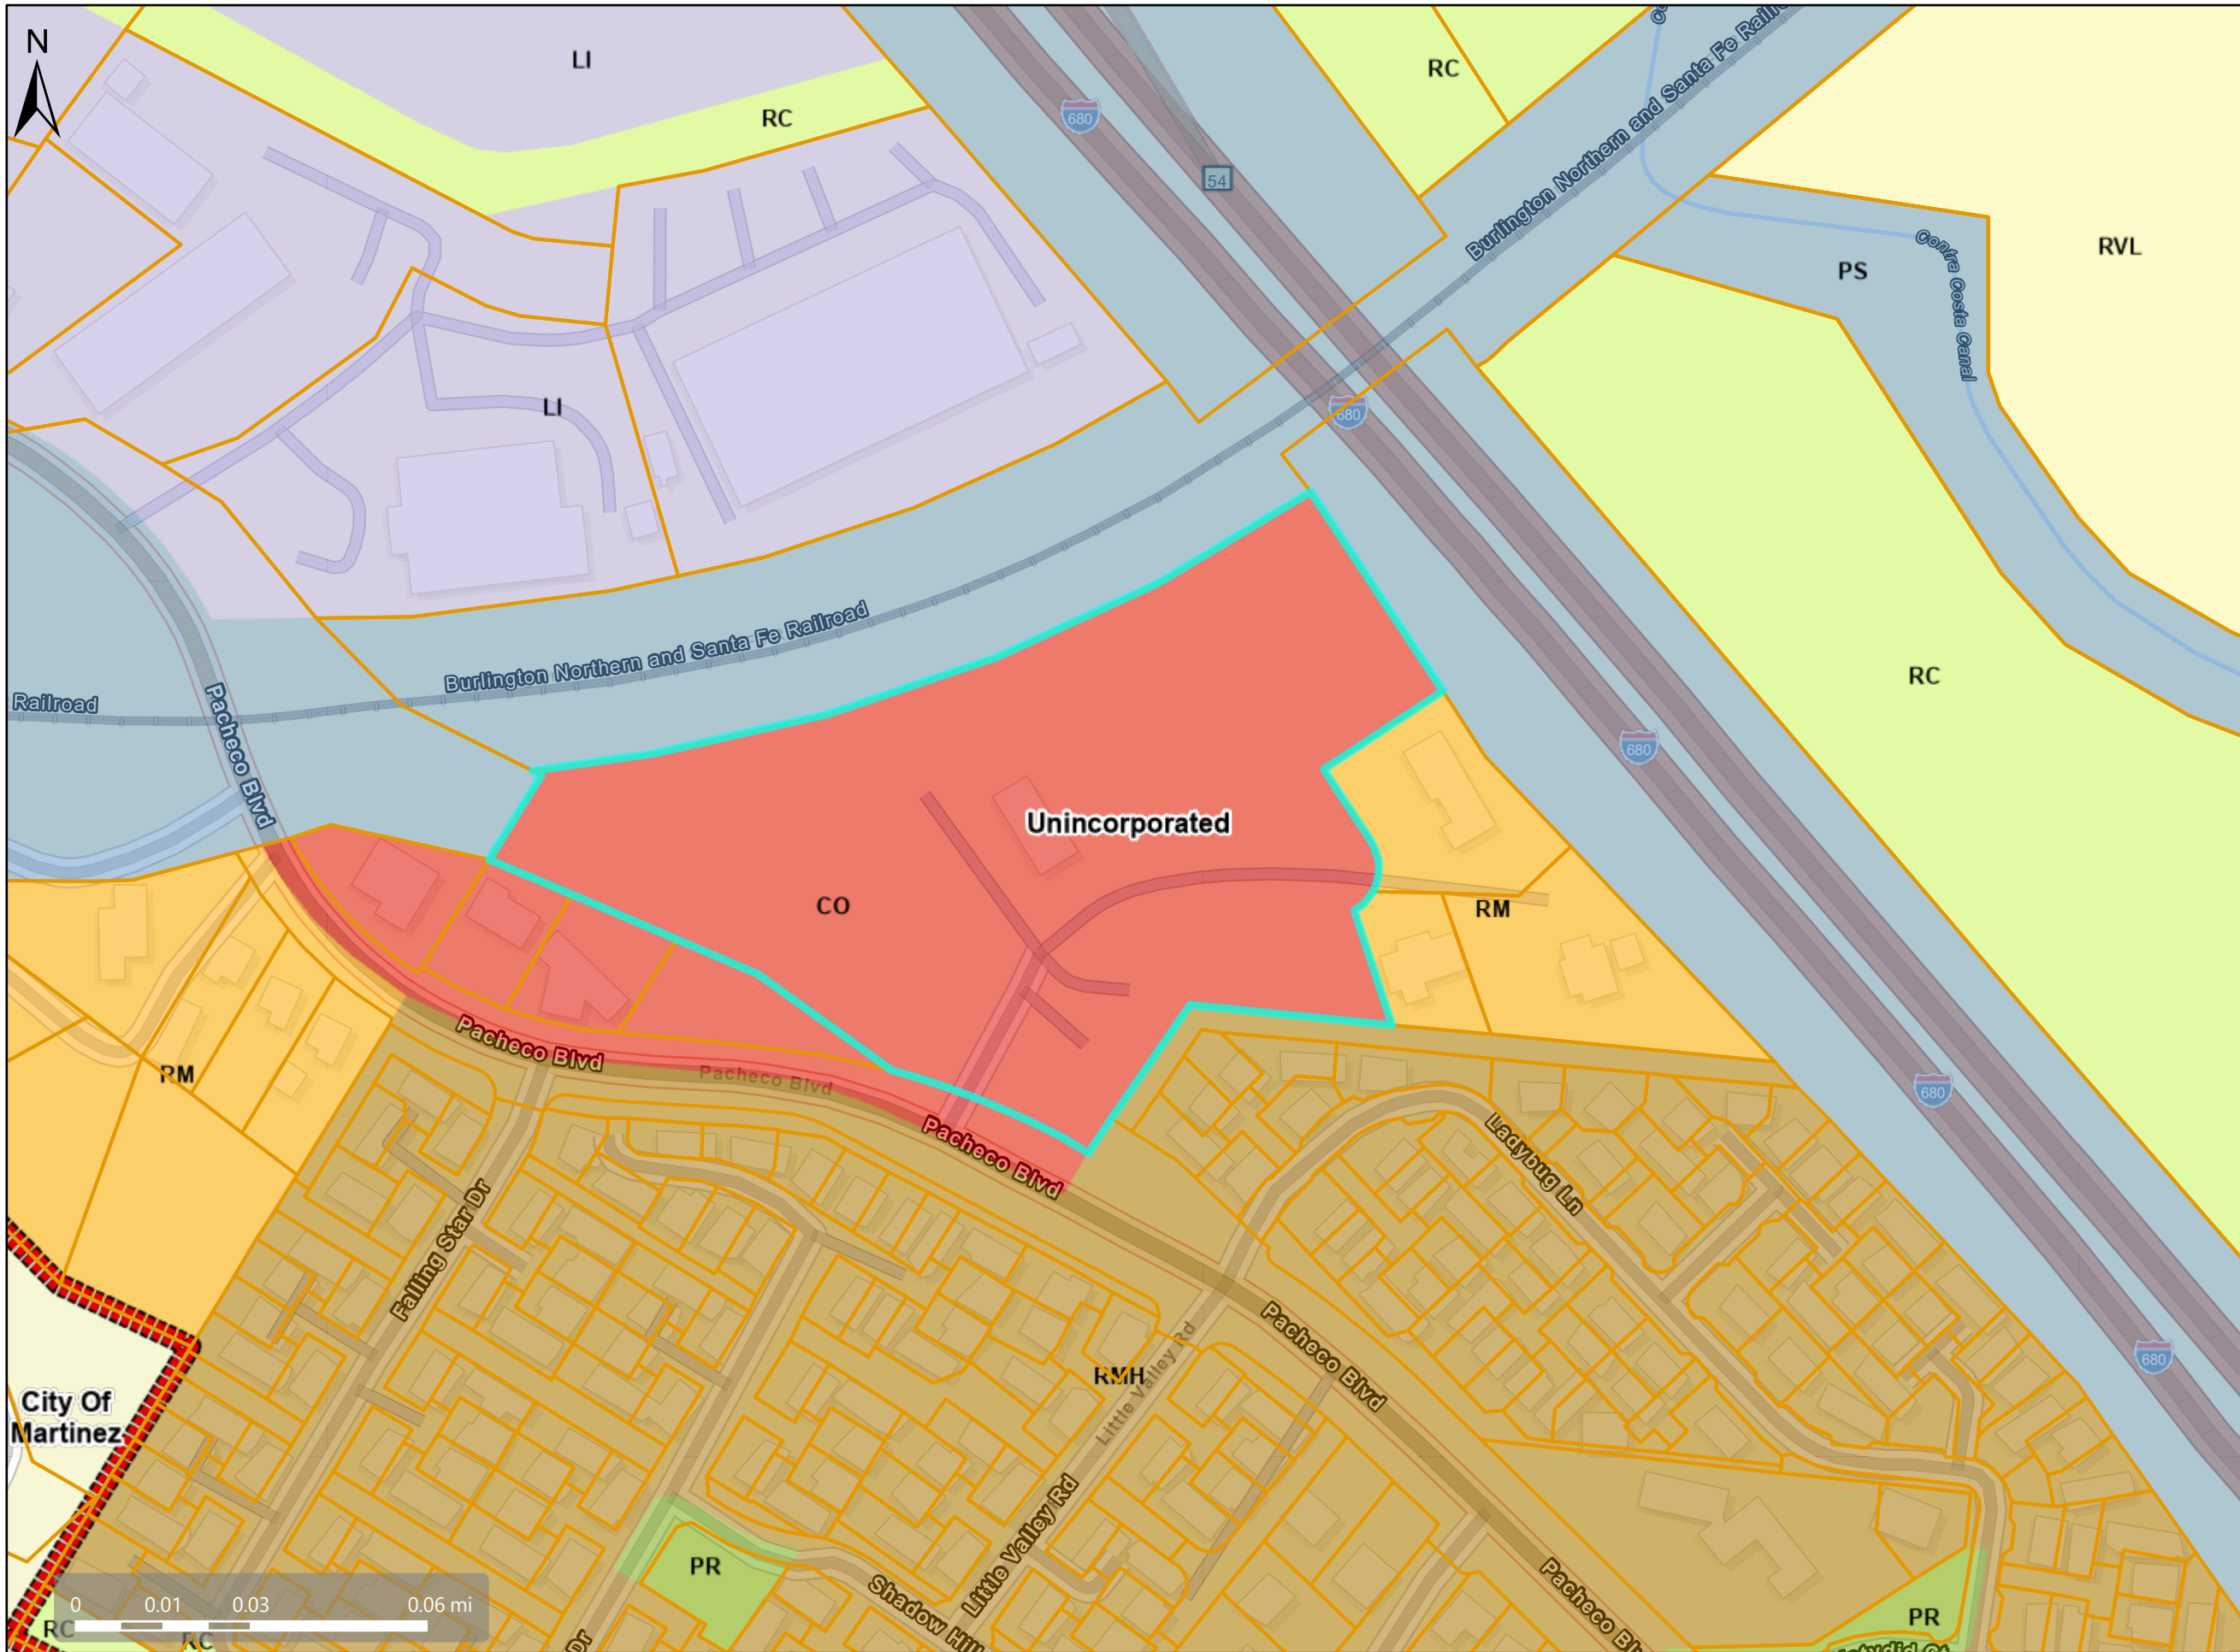 N
LI
RC
RC
680
54
Burlington Northern and Santa Fe Railro
RVL
PS
Contra Costa Canal
LI
680
Burlington Northern and Santa Fe Railroad
Railroad
Pacheco Blvd
RC
680
Unincorporated
CO
RM
Pacheco Blvd
Pacheco Blvd
RM
Pacheco Blvd
680
Ladybug Ln
Falling Star Dr
Pacheco Blvd
Little Valley Rd
RMH
680
City Of
Martinez
Little Valley Rd
PR
Shadow Hill
Pacheco Bl
PR
0 0.01 0.03 0.06 mi
RC
RC
Dr